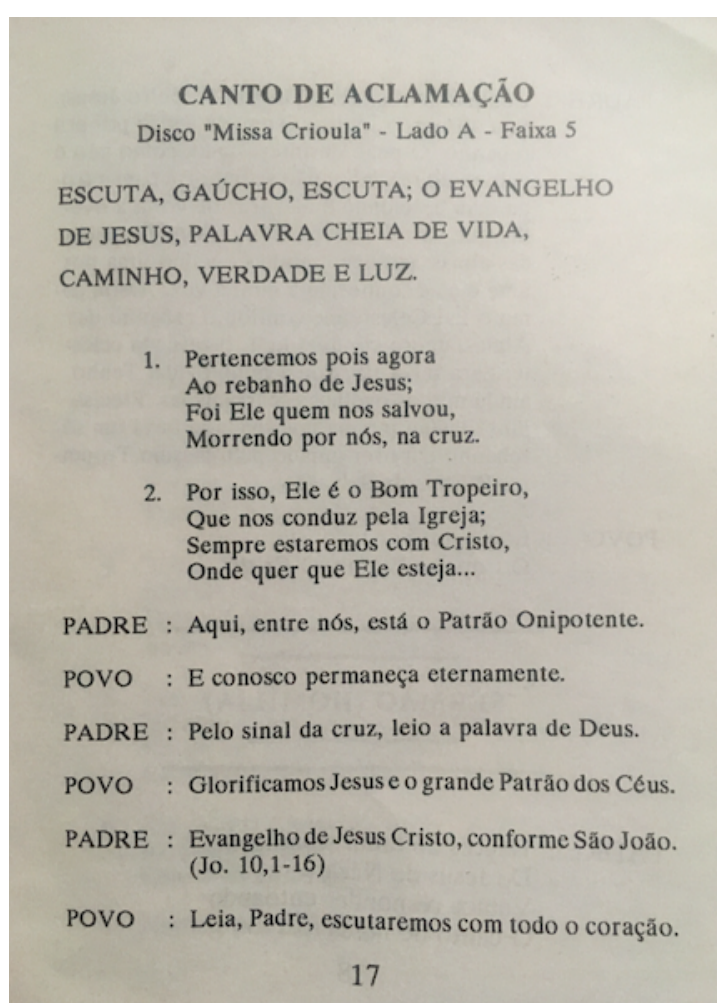 CANTO DE ACLAMAÇÃO
Disco "Missa Crioula" - Lado A - Faixa 5
ESCUTA, GAÚCHO, ESCUTA; O EVANGELHO
DE JESUS, PALAVRA CHEIA DE VIDA,
CAMINHO, VERDADE E LUZ.
1. Pertencemos pois agora
Ao rebanho de Jesus;
Foi Ele quem nos salvou,
Morrendo por nós, na cruz.
2. Por isso, Ele é o Bom Tropeiro,
Que nos conduz pela Igreja;
Sempre estaremos com Cristo,
Onde quer que Ele esteja...
PADRE : Aqui, entre nós, está o Patrão Onipotente.
POVO : E conosco permaneça eternamente.
PADRE : Pelo sinal da cruz, leio a palavra de Deus.
POVO : Glorificamos Jesus e o grande Patrão dos Céus.
PADRE : Evangelho de Jesus Cristo, conforme São João.
(Jo. 10,1-16)
POVO : Leia, Padre, escutaremos com todo o coração.
17